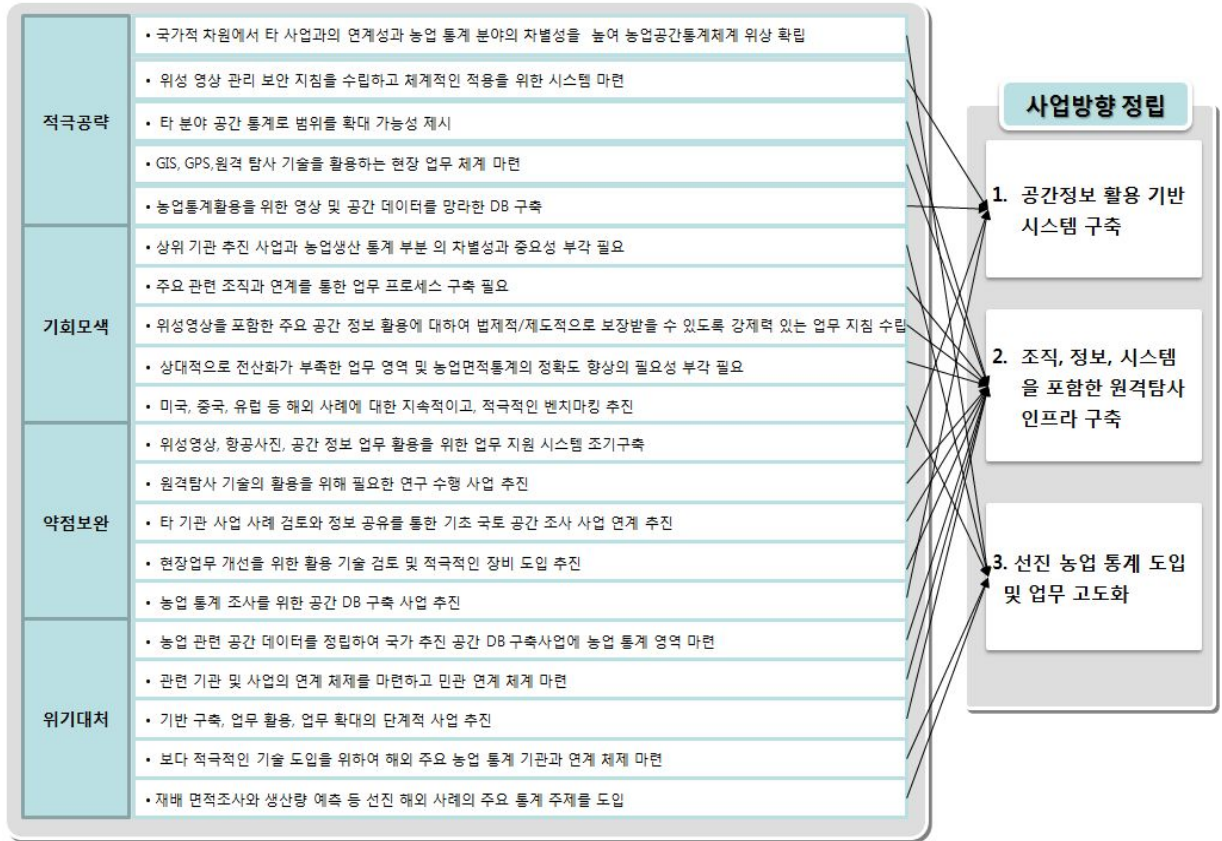 적극공략
• 국가적 차원에서 타 사업과의 연계성과 농업 통계 분야의 차별성을 높여 농업공간통계체계 위상 확립
• 위성 영상 관리 보안 지침을 수립하고 체계적인 적용을 위한 시스템 마련
• 타 분야 공간 통계로 범위를 확대 가능성 제시
• GIS, GPS,원격 탐사 기술을 활용하는 현장 업무 체계 마련
• 농업통계활용을 위한 영상 및 공간 데이터를 망라한 DB 구축
기회모색
• 상위 기관 추진 사업과 농업생산 통계 부분 의 차별성과 중요성 부각 필요
• 주요 관련 조직과 연계를 통한 업무 프로세스 구축 필요
• 위성영상을 포함한 주요 공간 정보 활용에 대하여 법제적/제도적으로 보장받을 수 있도록 강제력 있는 업무 지침 수립
• 상대적으로 전산화가 부족한 업무 영역 및 농업면적통계의 정확도 향상의 필요성 부각 필요
• 미국, 중국, 유럽 등 해외 사례에 대한 지속적이고, 적극적인 벤치마킹 추진
약점보완
• 위성영상, 항공사진, 공간 정보 업무 활용을 위한 업무 지원 시스템 조기구축
• 원격탐사 기술의 활용을 위해 필요한 연구 수행 사업 추진
• 타 기관 사업 사례 검토와 정보 공유를 통한 기초 국토 공간 조사 사업 연계 추진
• 현장업무 개선을 위한 활용 기술 검토 및 적극적인 장비 도입 추진
• 농업 통계 조사를 위한 공간 DB 구축 사업 추진
위기대처
• 농업 관련 공간 데이터를 정립하여 국가 추진 공간 DB 구축사업에 농업 통계 영역 마련
• 관련 기관 및 사업의 연계 체제를 마련하고 민관 연계 체계 마련
• 기반 구축, 업무 활용, 업무 확대의 단계적 사업 추진
• 보다 적극적인 기술 도입을 위하여 해외 주요 농업 통계 기관과 연계 체제 마련
• 재배 면적조사와 생산량 예측 등 선진 해외 사례의 주요 통계 주제를 도입
사업방향 정립
1. 공간정보 활용 기반
시스템 구축
2. 조직, 정보, 시스템
을 포함한 원격탐사
인프라 구축
3. 선진 농업 통계 도입
및 업무 고도화